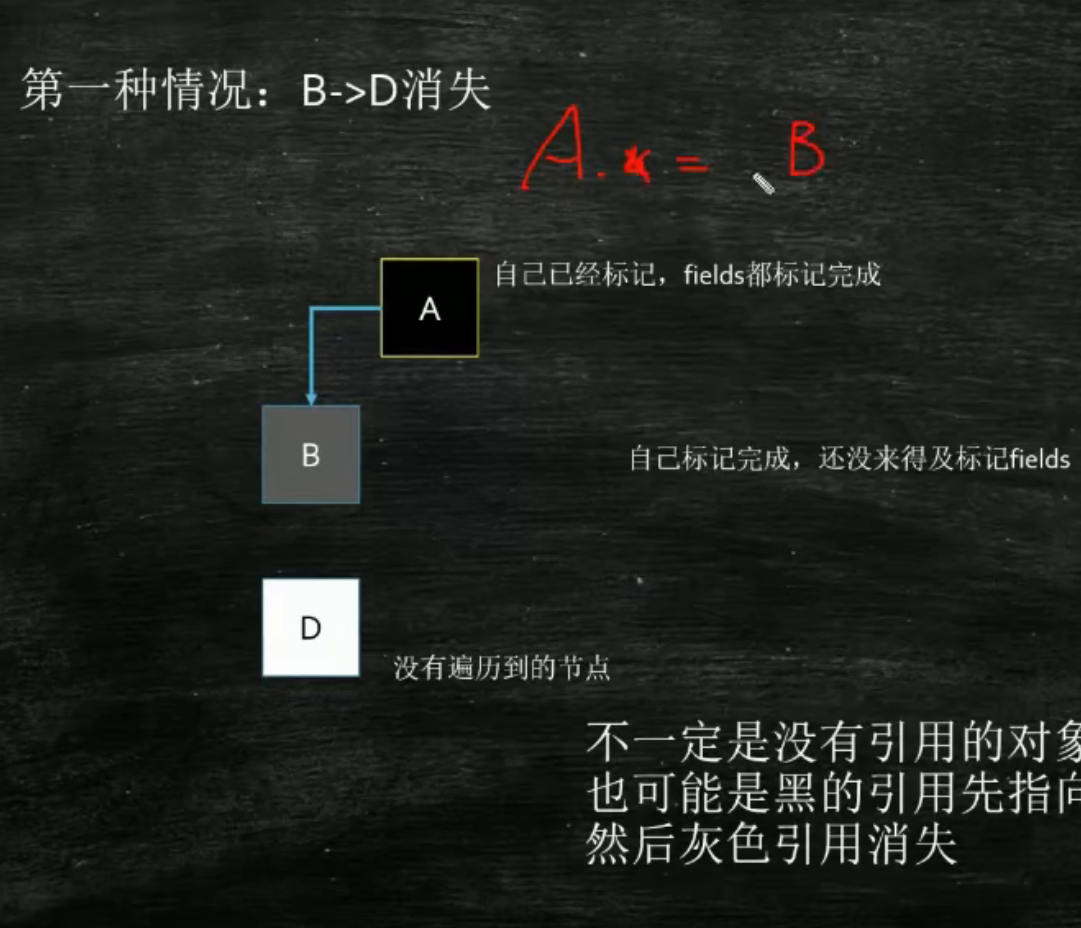 第一种情况：B->D消失
A.x= B
A
自己已经标记，fields都标记完成
B
自己标记完成，还没来得及标记fields
D
没有遍历到的节点
不一定是没有引用的对象
也可能是黑的引用先指向
然后灰色引用消失